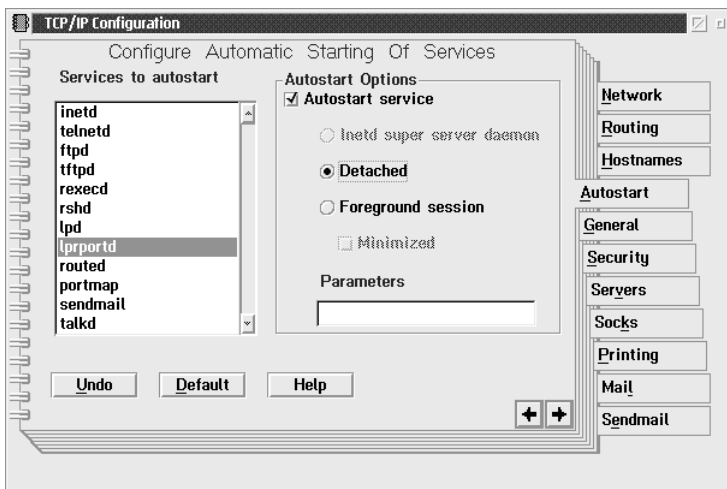 TCP/IP Configuration
Configure Automatic Starting Of Services
Services to autostart
inetd
telnetd
ftpd
tftpd
rexecd
rshd
lpd
lprportd
routed
portmap
sendmail
talkd
Autostart Options
Autostart service
Inetd super server daemon
Detached
Foreground session
Minimized
Parameters
Undo
Default
Help
Network
Routing
Hostnames
Autostart
General
Security
Servers
Socks
Printing
Mail
Sendmail